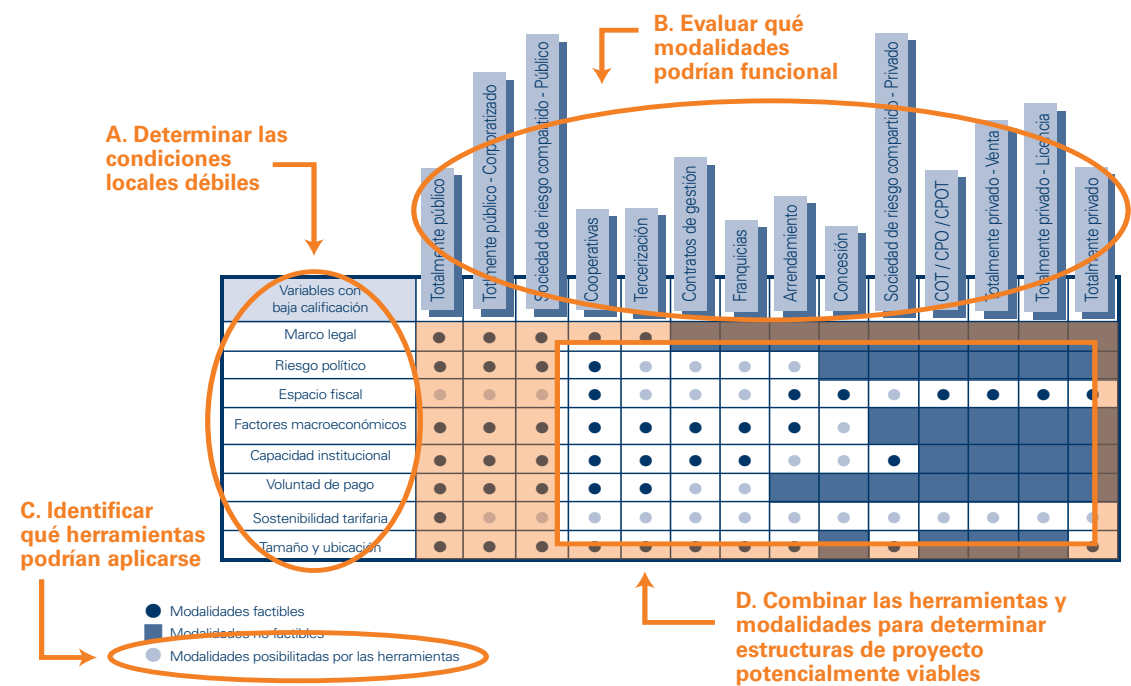 B. Evaluar qué
modalidades
podrían funcional
A. Determinar las
condiciones
locales débiles
Variables con
baja calificación
Totalmente público
Totlmente público - Corporatizado
Sociedad de riesgo compartido - Público
Cooperativas
Tercerización
Contratos de gestión
Franquicias
Arrendamiento
Concesión
Sociedad de riesgo compartido - Privado
COT / CPO / CPOT
Totalmente privado - Venta
Totalmente privado - Licencia
Totalmente privado
Marco legal
Riesgo político
Espacio fiscal
Factores macroeconómicos
Capacidad institucional
Voluntad de pago
Sostenibilidad tarifaria
Tamaño y ubicación
C. Identificar
qué herramientas
podrían aplicarse
Modalidades factibles
Modalidades no factibles
Modalidades posibilitadas por las herramientas
D. Combinar las herramientas y
modalidades para determinar
estructuras de proyecto
potencialmente viables